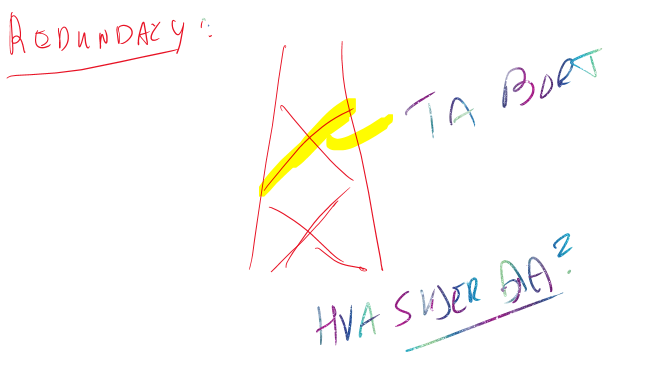 REDUNDACY:
TA BORT
HVA SKJER DA?